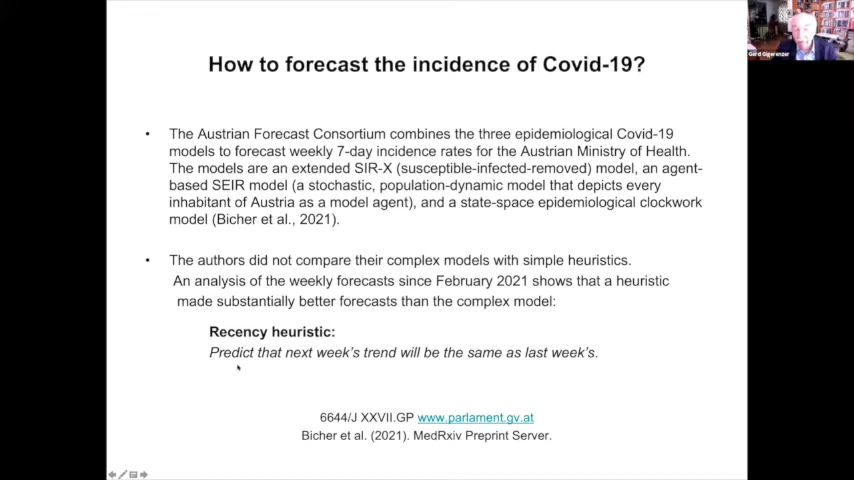 Gerd Gigerenzer
How to forecast the incidence of Covid-19?
• The Austrian Forecast Consortium combines the three epidemiological Covid-19
models to forecast weekly 7-day incidence rates for the Austrian Ministry of Health.
The models are an extended SIR-X (susceptible-infected-removed) model, an agent-
based SEIR model (a stochastic, population-dynamic model that depicts every
inhabitant of Austria as a model agent), and a state-space epidemiological clockwork
model (Bicher et al., 2021).
• The authors did not compare their complex models with simple heuristics.
An analysis of the weekly forecasts since February 2021 shows that a heuristic
made substantially better forecasts than the complex model:
Recency heuristic:
Predict that next week's trend will be the same as last week's.
6644/J XXVII.GP www.parlament.gv.at
Bicher et al. (2021). MedRxiv Preprint Server.